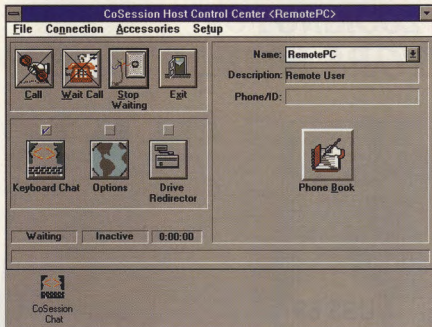 CoSession Host Control Center <RemotePC>
File Connection Accessories Setup
Call
Wait Call
Stop Waiting
Exit
Name: RemotePC
Description: Remote User
Phone/ID:
Keyboard Chat
Options
Drive Redirector
Phone Book
Waiting Inactive 0:00:00
CoSession Chat